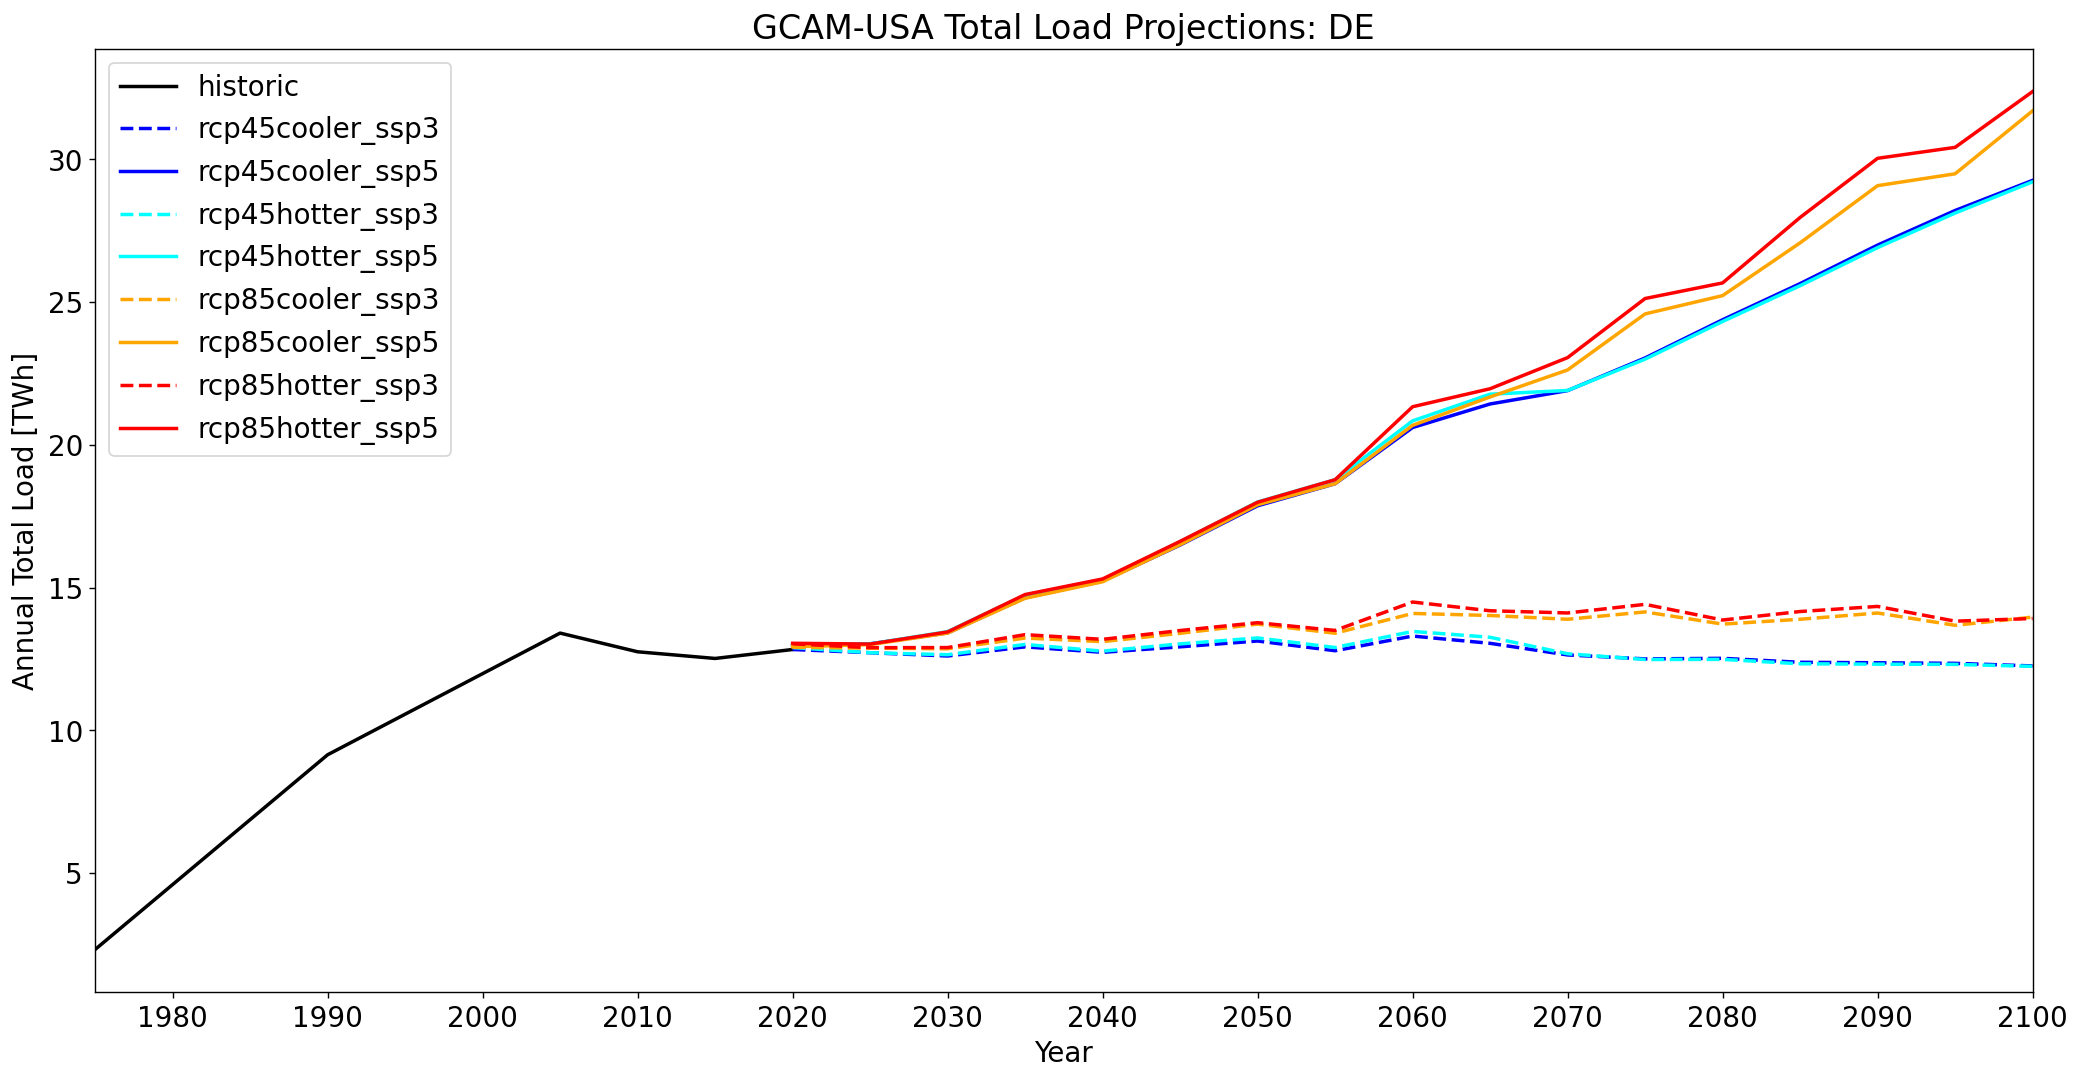 GCAM-USA Total Load Projections: DE
historic
rcp45cooler_ssp3
rcp45cooler_ssp5
rcp45hotter_ssp3
rcp45hotter_ssp5
rcp85cooler_ssp3
rcp85cooler_ssp5
rcp85hotter_ssp3
rcp85hotter_ssp5
Annual Total Load [TWh]
30
25
20
15
10
5
1980 1990 2000 2010 2020 2030 2040 2050 2060 2070 2080 2090 2100
Year